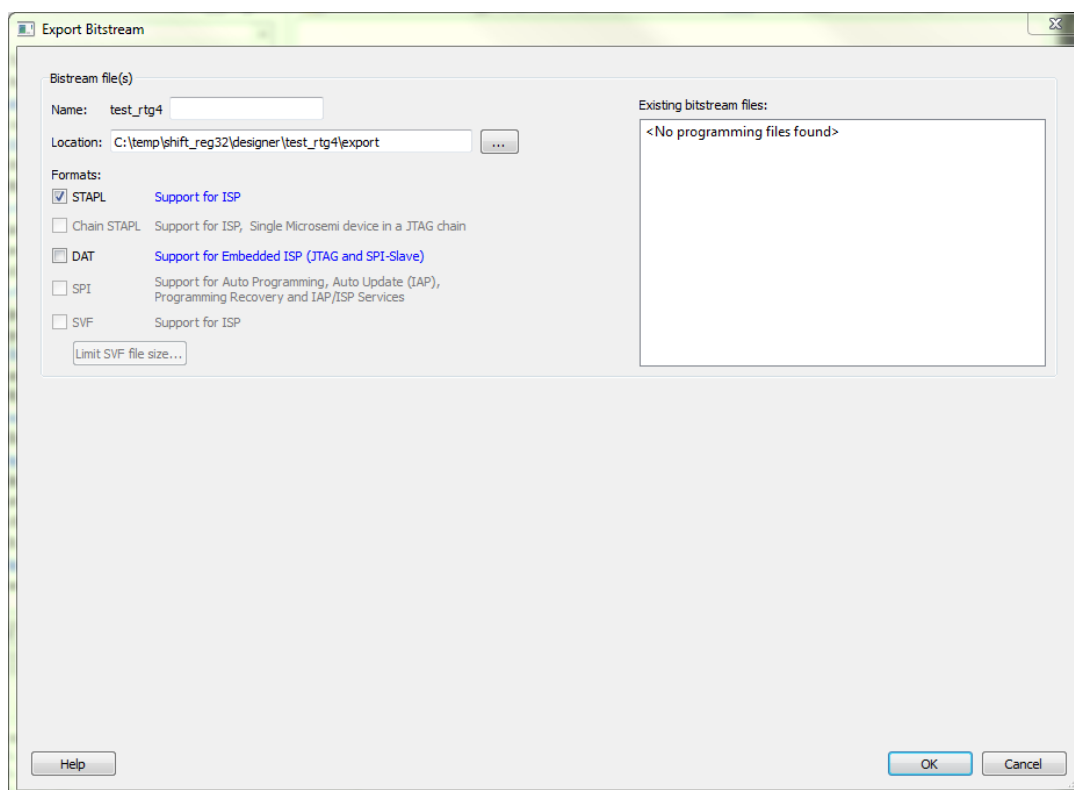 Export Bitstream
Bistream file(s)
Name: test_rtg4
Location: C:\temp\shift_reg32\designer\test_rtg4\export ...
Formats:
STAPL Support for ISP
Chain STAPL Support for ISP, Single Microsemi device in a JTAG chain
DAT Support for Embedded ISP (JTAG and SPI-Slave)
SPI Support for Auto Programming, Auto Update (IAP),
Programming Recovery and IAP/ISP Services
SVF Support for ISP
Limit SVF file size...
Existing bitstream files:
<No programming files found>
Help OK Cancel